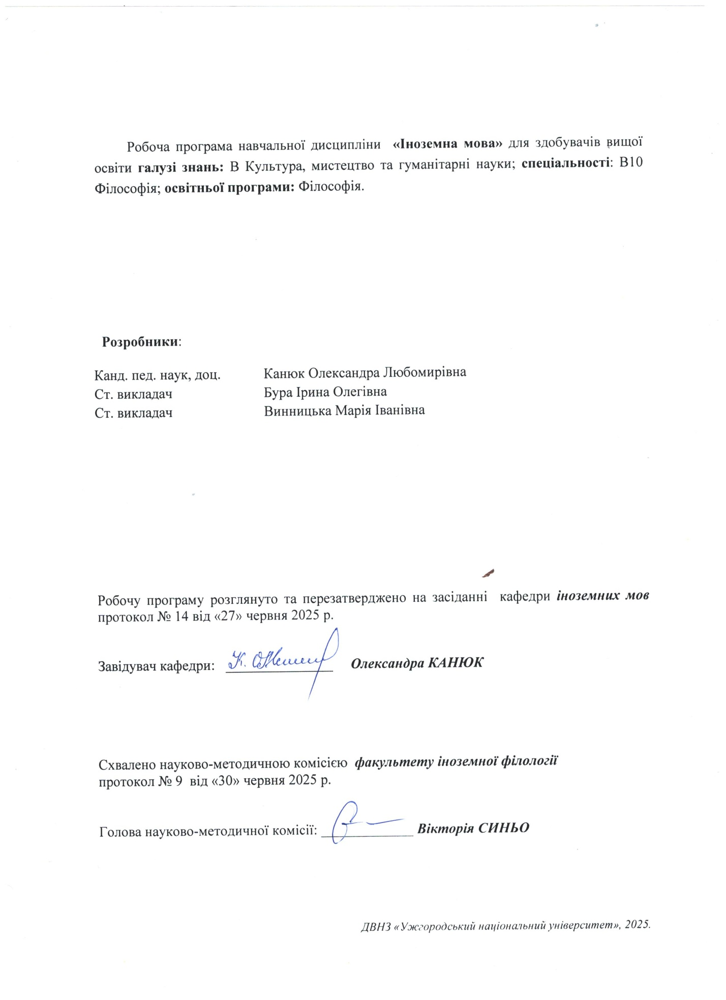 Робоча програма навчальної дисципліни «Іноземна мова» для здобувачів вищої
освіти галузі знань: В Культура, мистецтво та гуманітарні науки; спеціальності: В10
Філософія; освітньої програми: Філософія.
Розробники:
Канд. пед. наук, доц. Канюк Олександра Любомирівна
Ст. викладач Бура Ірина Олегівна
Ст. викладач Винницька Марія Іванівна
Робочу програму розглянуто та перезатверджено на засіданні кафедри іноземних мов
протокол № 14 від «27» червня 2025 р.
Завідувач кафедри: Олександра КАНЮК
Схвалено науково-методичною комісією факультету іноземної філології
протокол № 9 від «30» червня 2025 р.
Голова науково-методичної комісії: Вікторія СИНЬО
ДВНЗ «Ужгородський національний університет», 2025.